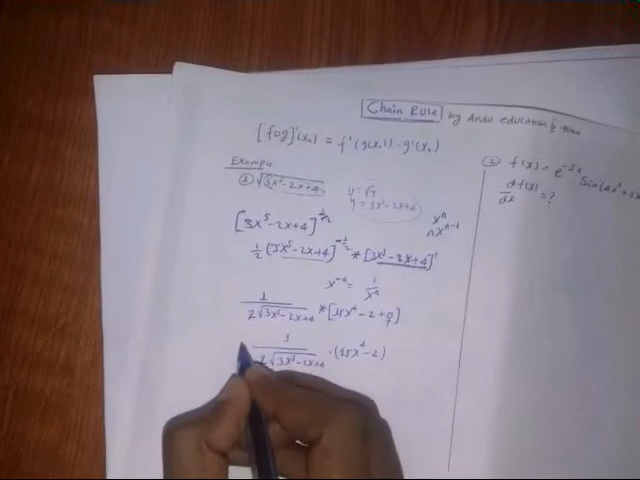 Chain Rule by Andu education
[fog]'(x₀) = f'(g(x₀)) · g'(x₀)
Example
① √3x⁵-2x+4
u = √y
y = 3x⁵-2x+4
[3x⁵-2x+4]^½
xⁿ
nxⁿ⁻¹
½ (3x⁵-2x+4)^-½ * [3x⁵-2x+4]'
x⁻ⁿ = 1/xⁿ
1/2√3x⁵-2x+4 * [15x⁴-2+0]
1/2√3x⁵-2x+4 · (15x⁴-2)
② f(x) = e^-5x Sin(
df(x)/dx = ?